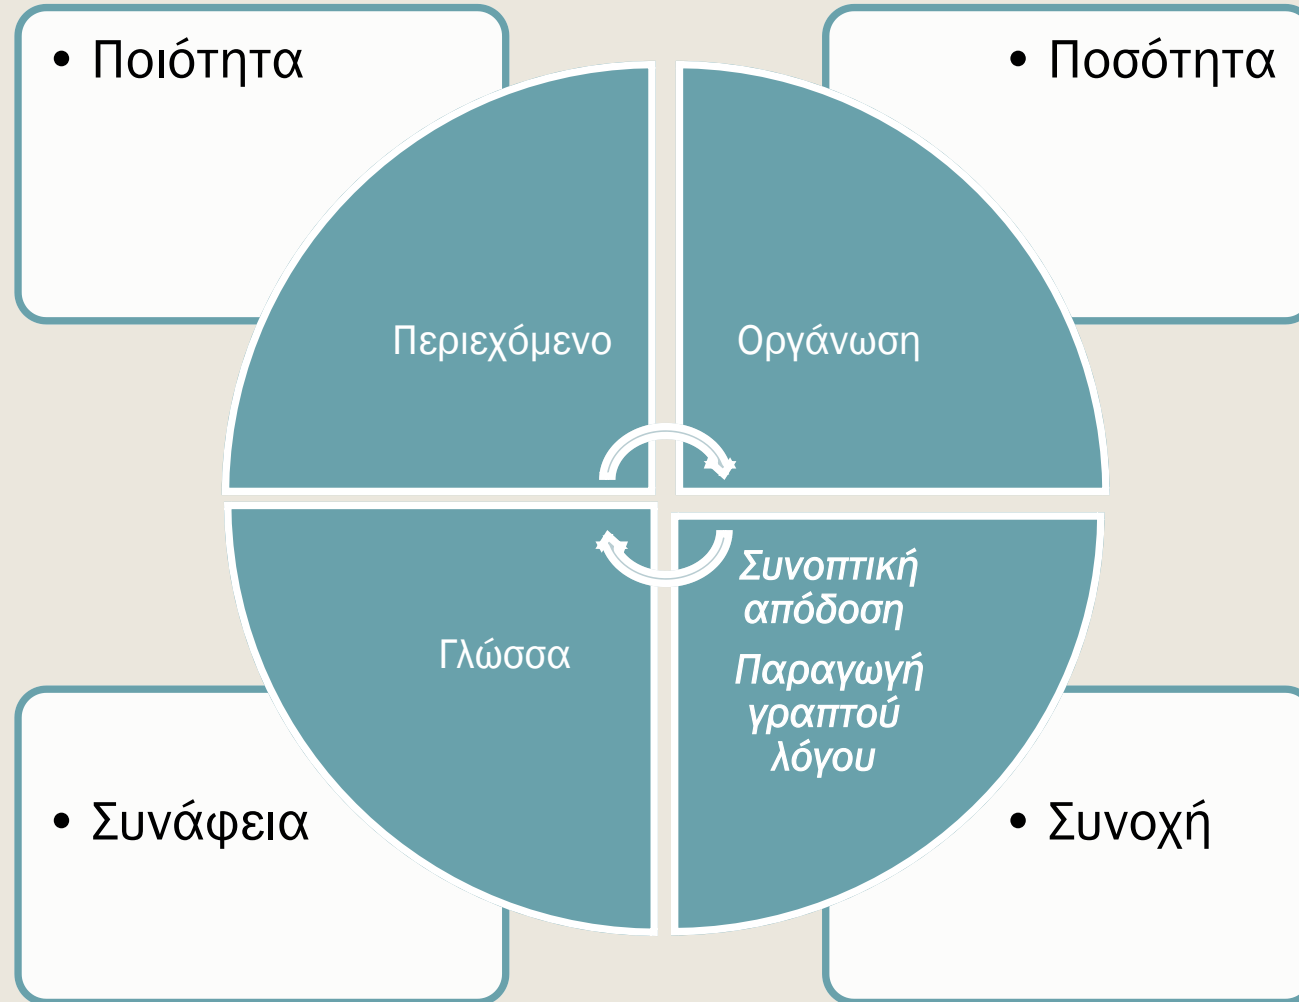 • Ποιότητα
• Ποσότητα
Περιεχόμενο
Οργάνωση
Γλώσσα
Συνοπτική
απόδοση
Παραγωγή
γραπτού
λόγου
• Συνάφεια
• Συνοχή